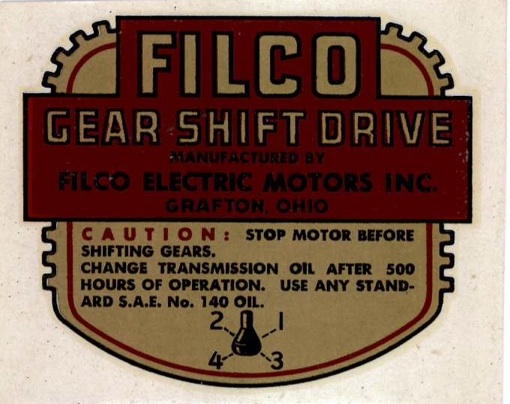 FILCO
GEAR SHIFT DRIVE
MANUFACTURED BY
FILCO ELECTRIC MOTORS INC.
GRAFTON, OHIO
CAUTION: STOP MOTOR BEFORE
SHIFTING GEARS.
CHANGE TRANSMISSION OIL AFTER 500
HOURS OF OPERATION. USE ANY STAND-
ARD S.A.E. No. 140 OIL.
2 1
4 3